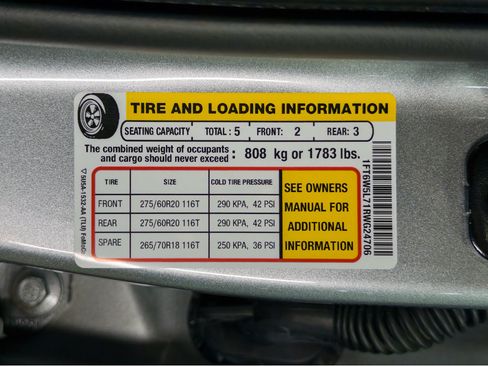 TIRE AND LOADING INFORMATION
SEATING CAPACITY TOTAL : 5 FRONT: 2 REAR: 3
The combined weight of occupants
and cargo should never exceed : 808 kg or 1783 lbs.
TIRE SIZE COLD TIRE PRESSURE
FRONT 275/60R20 116T 290 KPA, 42 PSI
REAR 275/60R20 116T 290 KPA, 42 PSI
SPARE 265/70R18 116T 250 KPA, 36 PSI
SEE OWNERS
MANUAL FOR
ADDITIONAL
INFORMATION
1FT6W5L71RWG24706